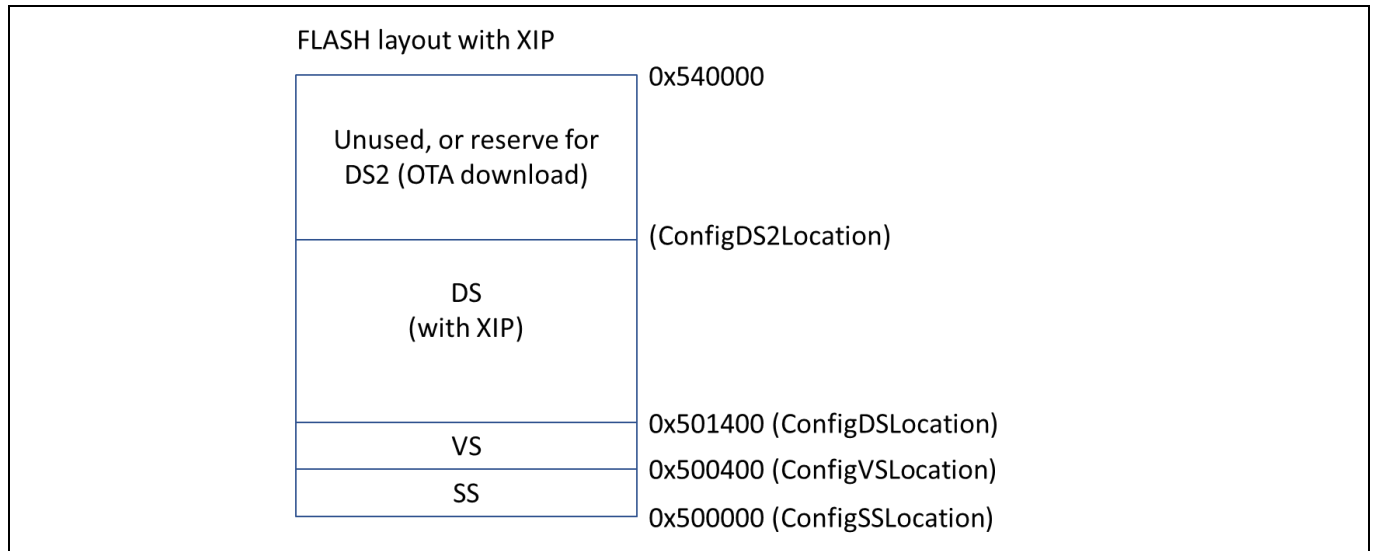 FLASH layout with XIP
0x540000
Unused, or reserve for
DS2 (OTA download)
(ConfigDS2Location)
DS
(with XIP)
0x501400 (ConfigDSLocation)
VS
0x500400 (ConfigVSLocation)
SS
0x500000 (ConfigSSLocation)